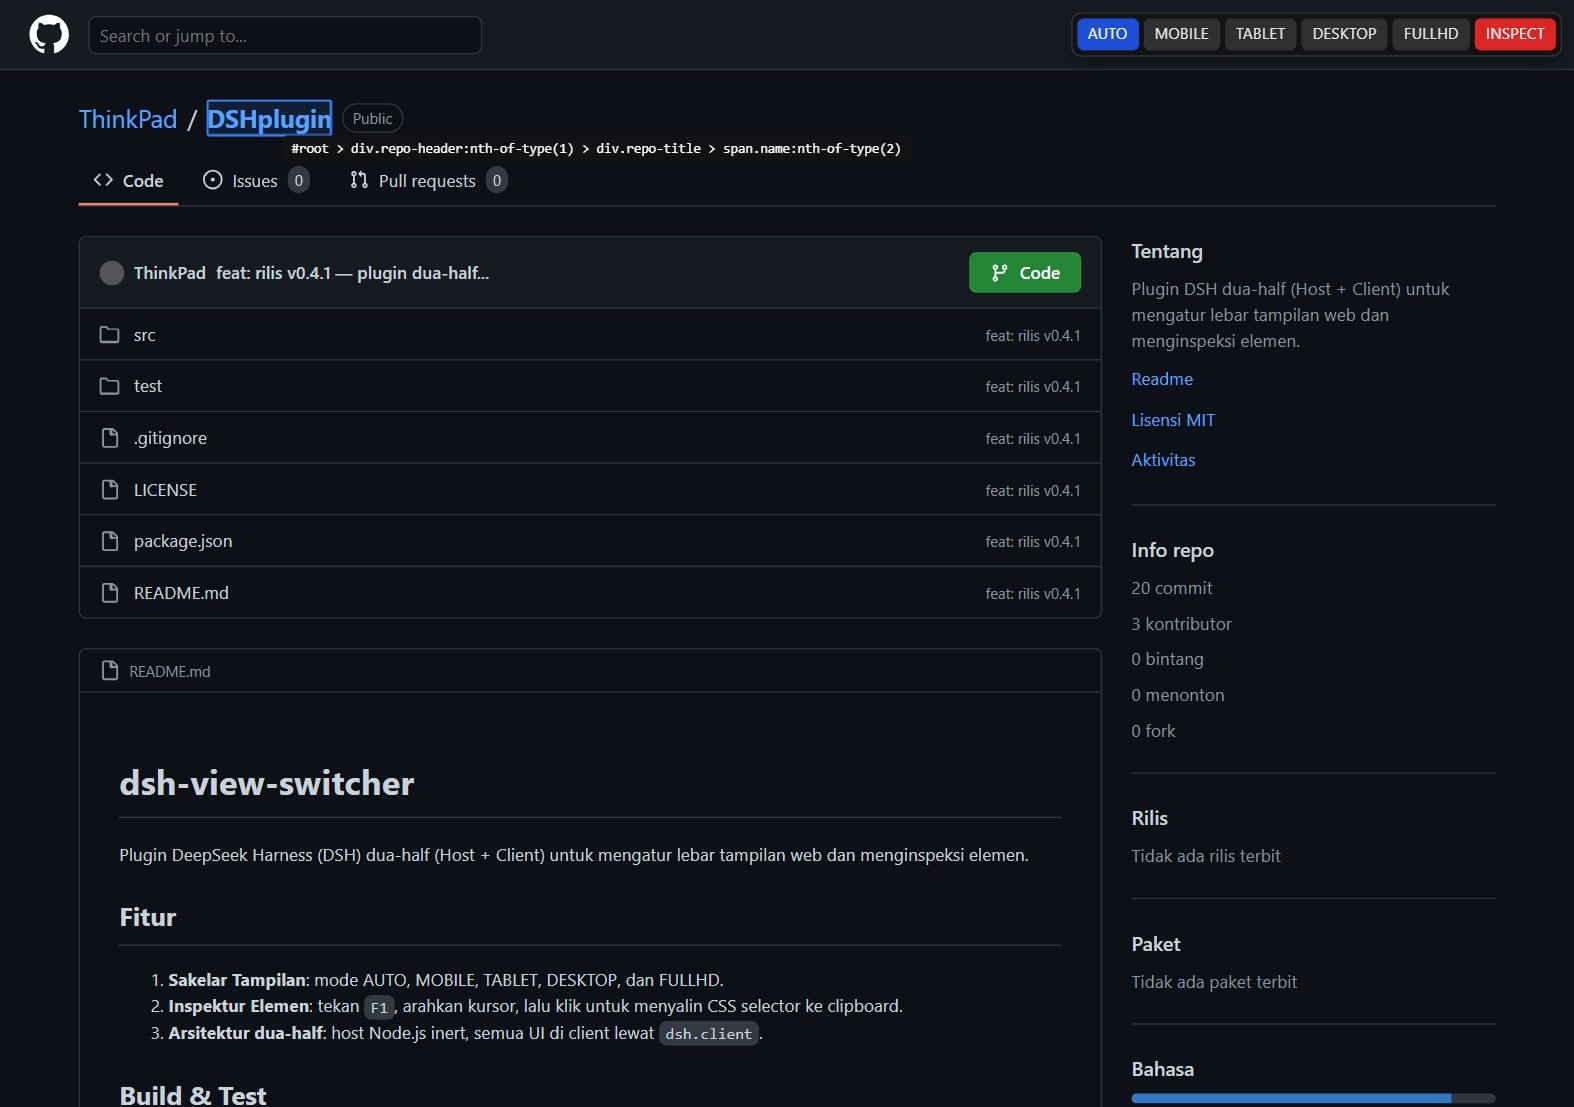 Search or jump to...
AUTO MOBILE TABLET DESKTOP FULLHD INSPECT
ThinkPad / DSHplugin Public
#root > div.repo-header:nth-of-type(1) > div.repo-title > span.name:nth-of-type(2)
Code Issues 0 Pull requests 0
ThinkPad feat: rilis v0.4.1 — plugin dua-half...
Code
src feat: rilis v0.4.1
test feat: rilis v0.4.1
.gitignore feat: rilis v0.4.1
LICENSE feat: rilis v0.4.1
package.json feat: rilis v0.4.1
README.md feat: rilis v0.4.1
README.md
dsh-view-switcher
Plugin DeepSeek Harness (DSH) dua-half (Host + Client) untuk mengatur lebar tampilan web dan menginspeksi elemen.
Fitur
1. Sakelar Tampilan: mode AUTO, MOBILE, TABLET, DESKTOP, dan FULLHD.
2. Inspektur Elemen: tekan F1, arahkan kursor, lalu klik untuk menyalin CSS selector ke clipboard.
3. Arsitektur dua-half: host Node.js inert, semua UI di client lewat dsh.client.
Build & Test
Tentang
Plugin DSH dua-half (Host + Client) untuk
mengatur lebar tampilan web dan
menginspeksi elemen.
Readme
Lisensi MIT
Aktivitas
Info repo
20 commit
3 kontributor
0 bintang
0 menonton
0 fork
Rilis
Tidak ada rilis terbit
Paket
Tidak ada paket terbit
Bahasa